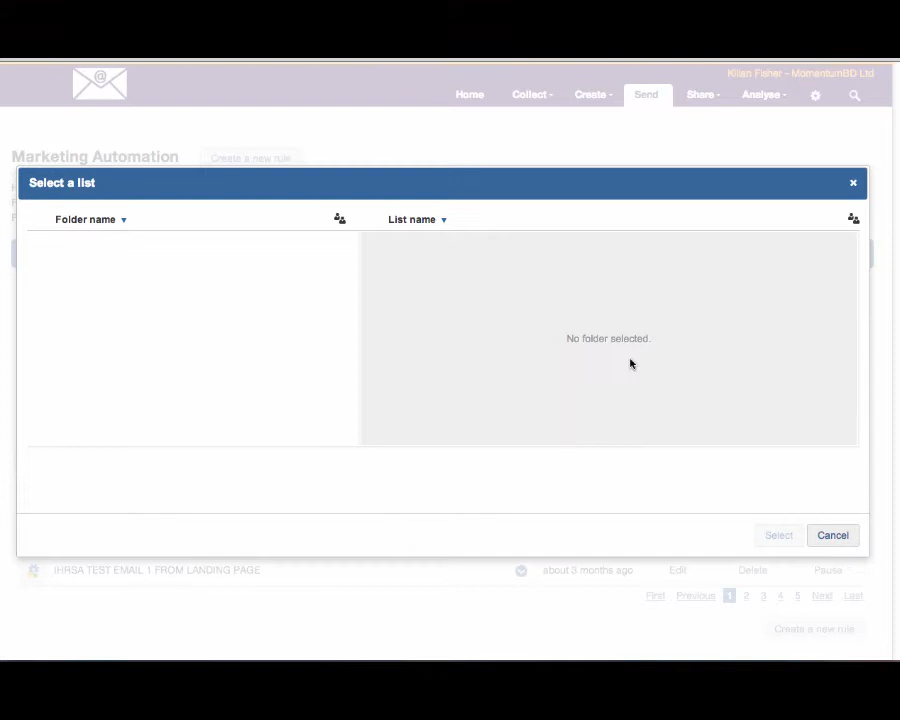 Kilan Fisher - MomentumBD Ltd
Home Collect Create Send Share Analyse
Marketing Automation Create a new rule
Select a list ×
Folder name ▼ List name ▼
No folder selected.
Select Cancel
IHRSA TEST EMAIL 1 FROM LANDING PAGE about 3 months ago Edit Delete Pause
First Previous 1 2 3 4 5 Next Last
Create a new rule